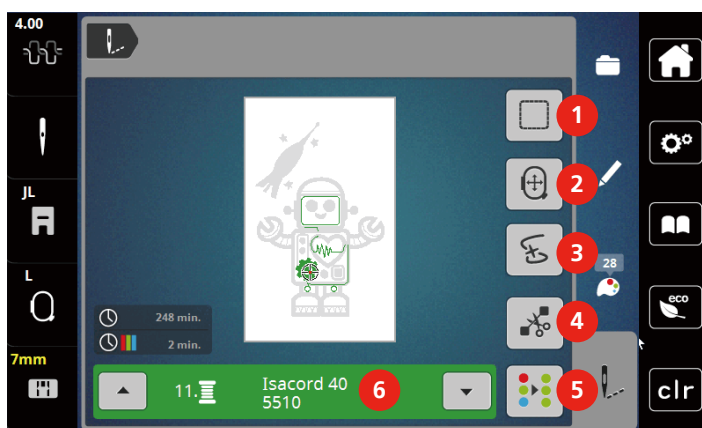 4.00
JL
L
7mm
248 min.
2 min.
11.
Isacord 40
5510
1
2
3
4
5
6
28
eco
clr